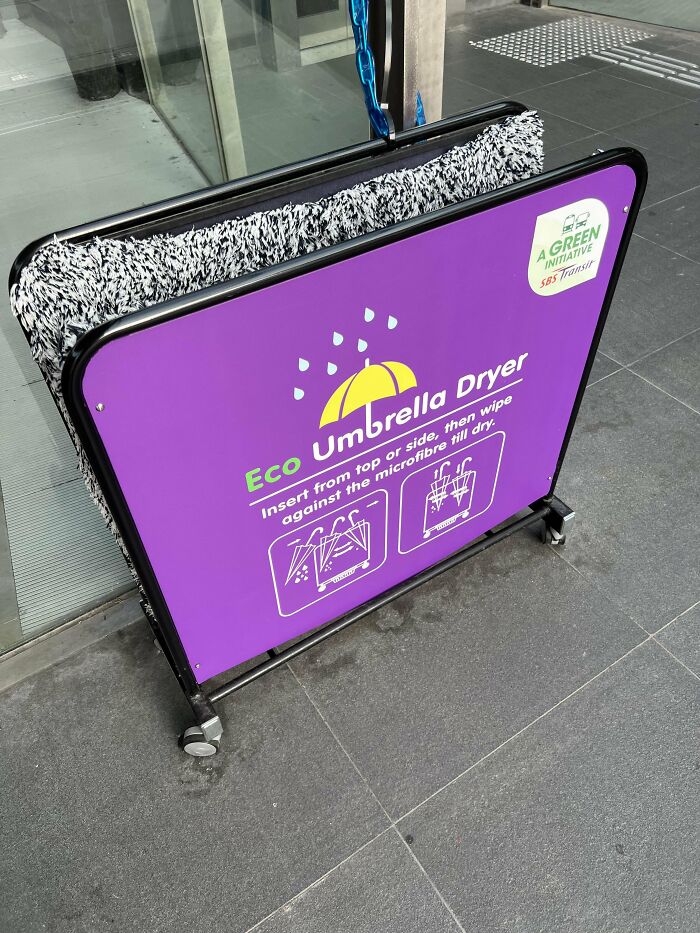 A GREEN
INITIATIVE
SBS Transit
Eco Umbrella Dryer
Insert from top or side, then wipe
against the microfibre till dry.